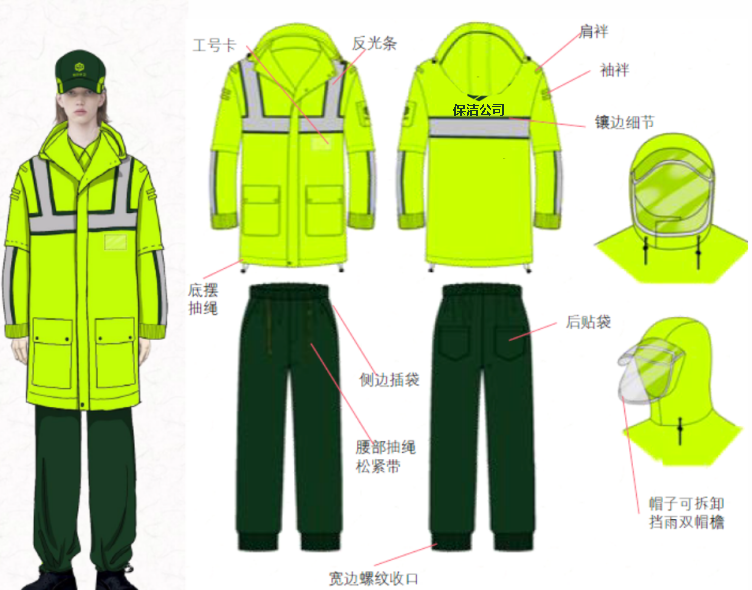 工号卡
反光条
肩袢
袖袢
保洁公司
镶边细节
底摆
抽绳
后贴袋
侧边插袋
腰部抽绳
松紧带
帽子可拆卸
挡雨双帽檐
宽边螺纹收口